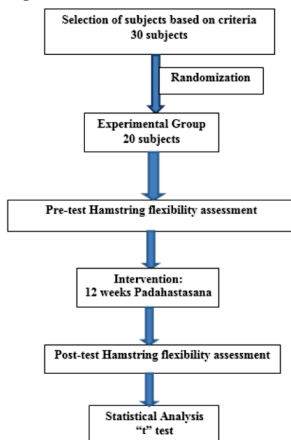 Selection of subjects based on criteria
30 subjects
Randomization
Experimental Group
20 subjects
Pre-test Hamstring flexibility assessment
Intervention:
12 weeks Padahastasana
Post-test Hamstring flexibility assessment
Statistical Analysis
“t” test